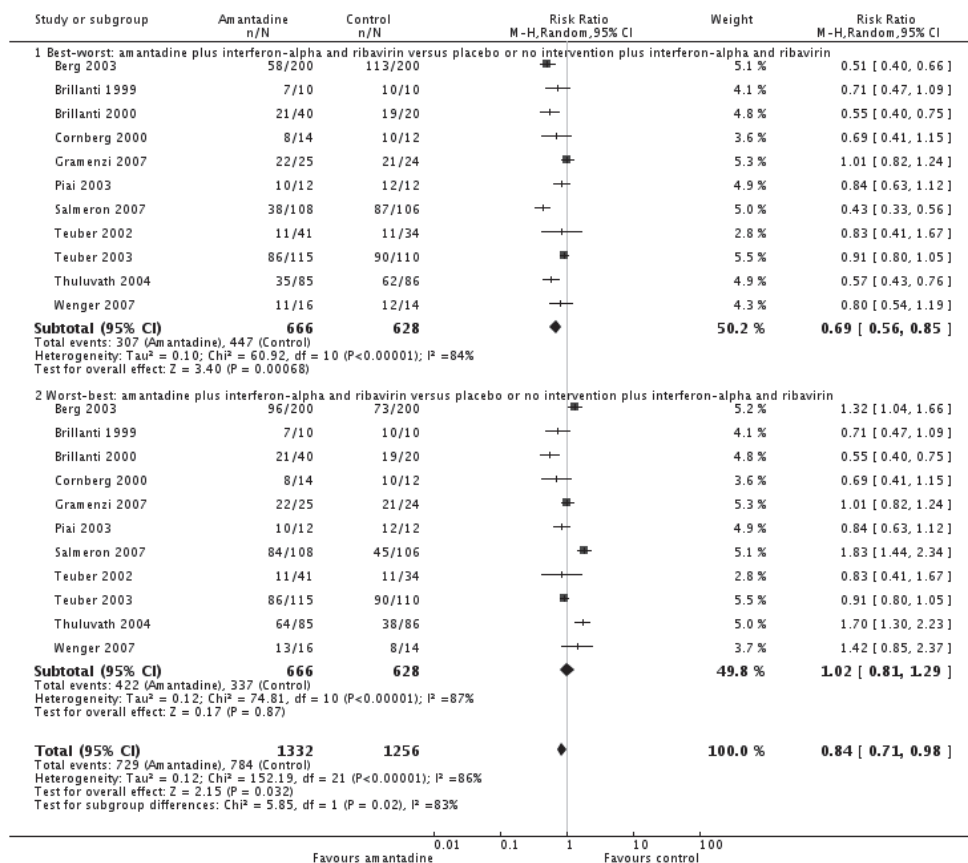 Study or subgroup Amantadine Control Risk Ratio Weight Risk Ratio
n/N n/N M-H,Random,95% CI M-H,Random,95% CI
1 Best-worst: amantadine plus interferon-alpha and ribavirin versus placebo or no intervention plus interferon-alpha and ribavirin
Berg 2003 58/200 113/200 5.1 % 0.51 [ 0.40, 0.66 ]
Brillanti 1999 7/10 10/10 4.1 % 0.71 [ 0.47, 1.09 ]
Brillanti 2000 21/40 19/20 4.8 % 0.55 [ 0.40, 0.75 ]
Cornberg 2000 8/14 10/12 3.6 % 0.69 [ 0.41, 1.15 ]
Gramenzi 2007 22/25 21/24 5.3 % 1.01 [ 0.82, 1.24 ]
Piai 2003 10/12 12/12 4.9 % 0.84 [ 0.63, 1.12 ]
Salmeron 2007 38/108 87/106 5.0 % 0.43 [ 0.33, 0.56 ]
Teuber 2002 11/41 11/34 2.8 % 0.83 [ 0.41, 1.67 ]
Teuber 2003 86/115 90/110 5.5 % 0.91 [ 0.80, 1.05 ]
Thuluvath 2004 35/85 62/86 4.9 % 0.57 [ 0.43, 0.76 ]
Wenger 2007 11/16 12/14 4.3 % 0.80 [ 0.54, 1.19 ]
Subtotal (95% CI) 666 628 50.2 % 0.69 [ 0.56, 0.85 ]
Total events: 307 (Amantadine), 447 (Control)
Heterogeneity: Tau² = 0.10; Chi² = 60.92, df = 10 (P<0.00001); I² =84%
Test for overall effect: Z = 3.40 (P = 0.00068)
2 Worst-best: amantadine plus interferon-alpha and ribavirin versus placebo or no intervention plus interferon-alpha and ribavirin
Berg 2003 96/200 73/200 5.2 % 1.32 [ 1.04, 1.66 ]
Brillanti 1999 7/10 10/10 4.1 % 0.71 [ 0.47, 1.09 ]
Brillanti 2000 21/40 19/20 4.8 % 0.55 [ 0.40, 0.75 ]
Cornberg 2000 8/14 10/12 3.6 % 0.69 [ 0.41, 1.15 ]
Gramenzi 2007 22/25 21/24 5.3 % 1.01 [ 0.82, 1.24 ]
Piai 2003 10/12 12/12 4.9 % 0.84 [ 0.63, 1.12 ]
Salmeron 2007 84/108 45/106 5.1 % 1.83 [ 1.44, 2.34 ]
Teuber 2002 11/41 11/34 2.8 % 0.83 [ 0.41, 1.67 ]
Teuber 2003 86/115 90/110 5.5 % 0.91 [ 0.80, 1.05 ]
Thuluvath 2004 64/85 38/86 5.0 % 1.70 [ 1.30, 2.23 ]
Wenger 2007 13/16 8/14 3.7 % 1.42 [ 0.85, 2.37 ]
Subtotal (95% CI) 666 628 49.8 % 1.02 [ 0.81, 1.29 ]
Total events: 422 (Amantadine), 337 (Control)
Heterogeneity: Tau² = 0.12; Chi² = 74.81, df = 10 (P<0.00001); I² =87%
Test for overall effect: Z = 0.17 (P = 0.87)
Total (95% CI) 1332 1256 100.0 % 0.84 [ 0.71, 0.98 ]
Total events: 729 (Amantadine), 784 (Control)
Heterogeneity: Tau² = 0.12; Chi² = 152.19, df = 21 (P<0.00001); I² =86%
Test for overall effect: Z = 2.15 (P = 0.032)
Test for subgroup differences: Chi² = 5.85, df = 1 (P = 0.02), I² =83%
0.01 0.1 1 10 100
Favours amantadine Favours control